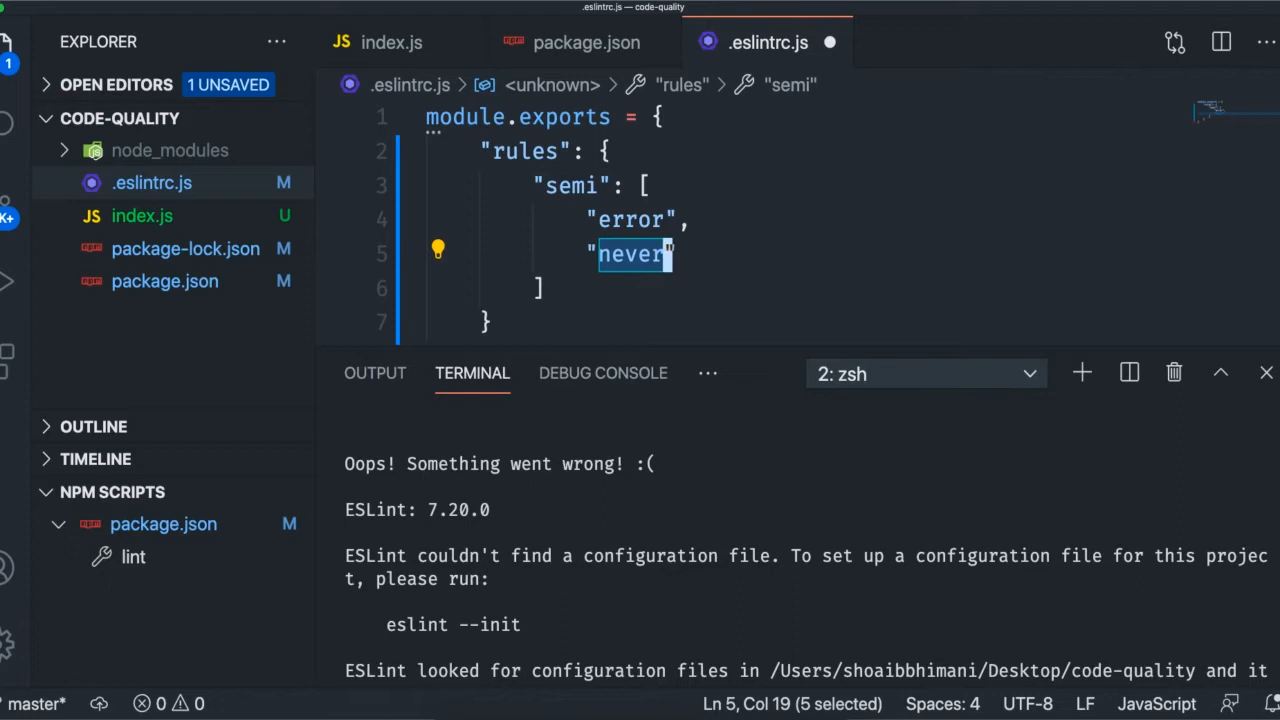 .eslintrc.js — code-quality
EXPLORER
JS index.js
package.json
.eslintrc.js
1
OPEN EDITORS 1 UNSAVED
.eslintrc.js > <unknown> > "rules" > "semi"
CODE-QUALITY
node_modules
.eslintrc.js M
JS index.js U
package-lock.json M
package.json M
K+
1 module.exports = {
2 "rules": {
3 "semi": [
4 "error",
5 "never"
6 ]
7 }
OUTPUT TERMINAL DEBUG CONSOLE ··· 2: zsh
OUTLINE
TIMELINE
NPM SCRIPTS
package.json M
lint
Oops! Something went wrong! :(
ESLint: 7.20.0
ESLint couldn't find a configuration file. To set up a configuration file for this projec
t, please run:
eslint --init
ESLint looked for configuration files in /Users/shoaibbhimani/Desktop/code-quality and it
master* 0 0 Ln 5, Col 19 (5 selected) Spaces: 4 UTF-8 LF JavaScript